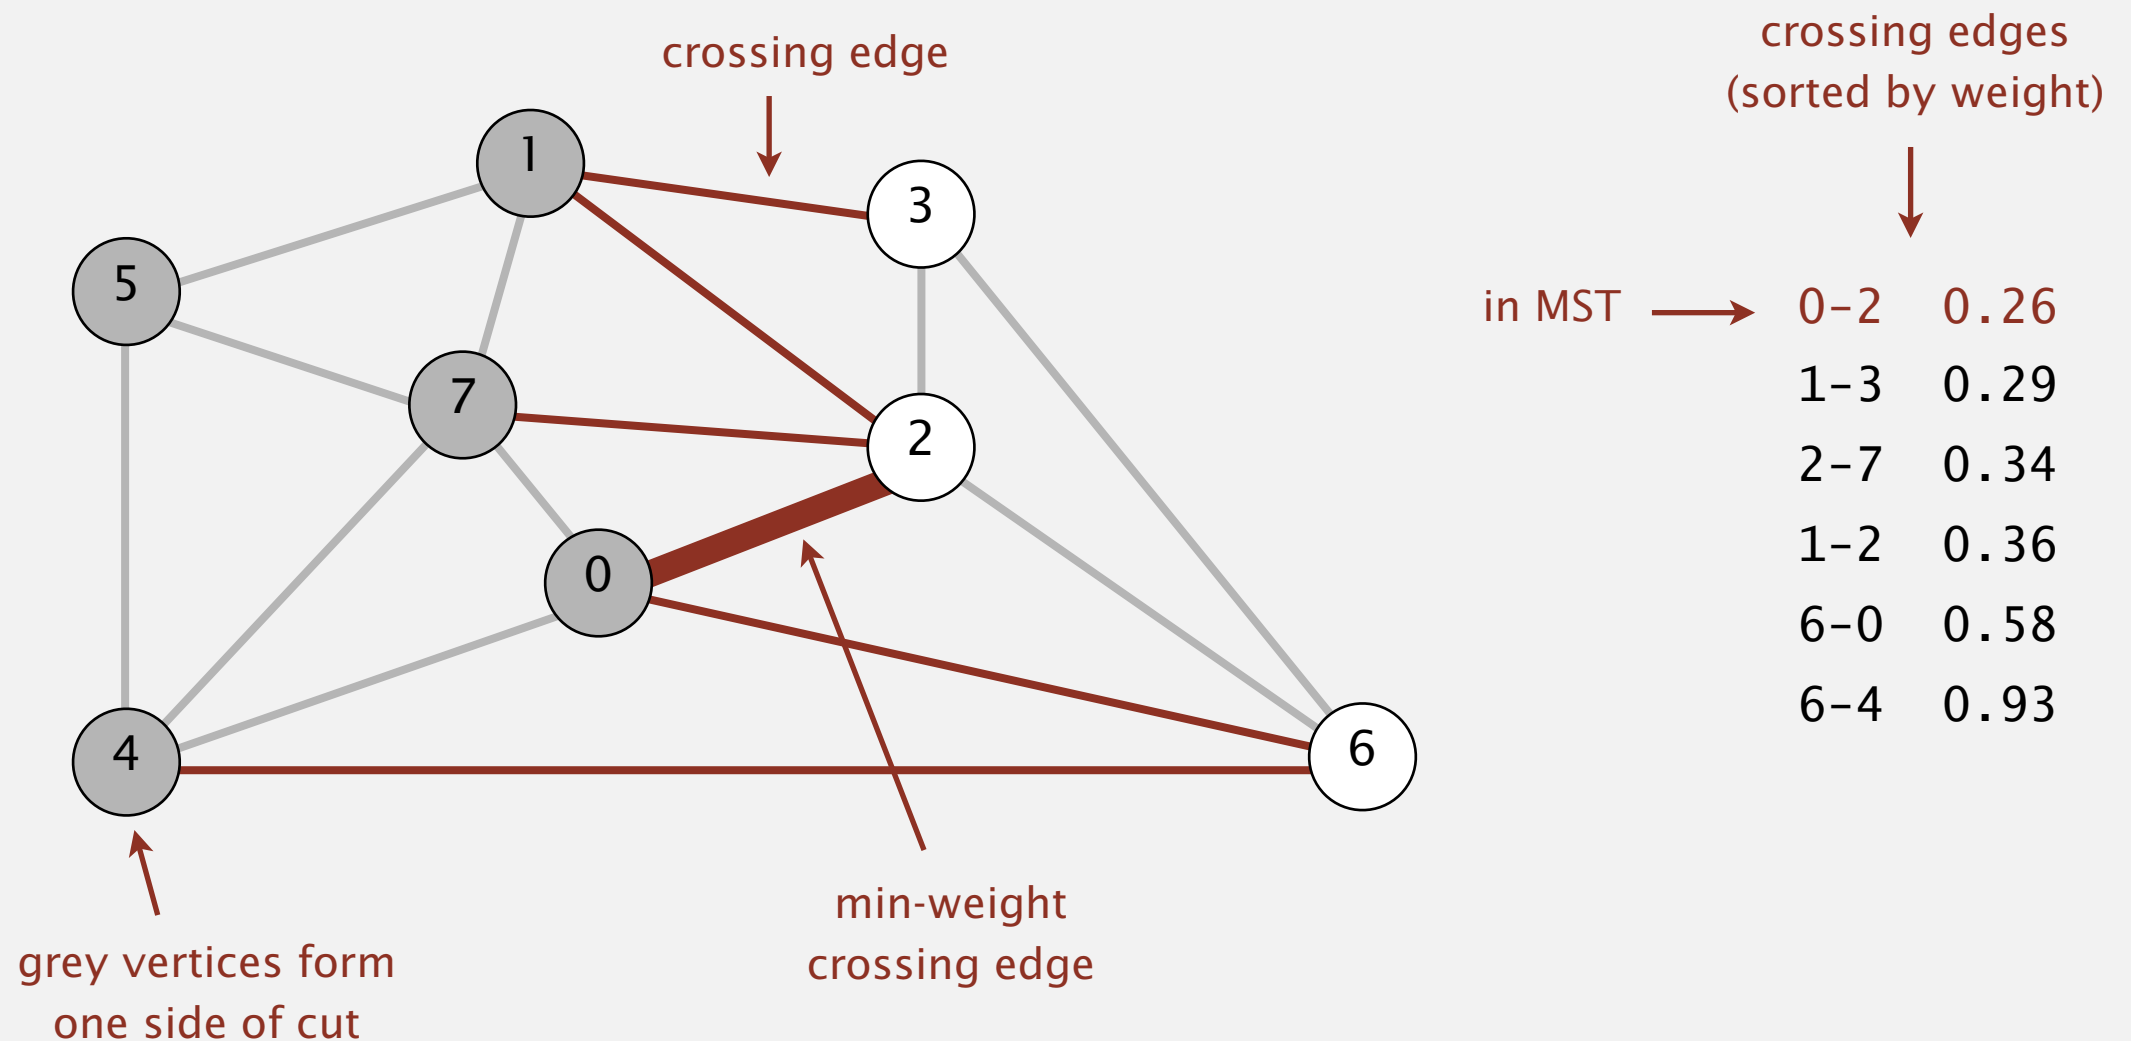 crossing edge
crossing edges
(sorted by weight)
1
3
5
7
2
0
4
6
in MST
0-2 0.26
1-3 0.29
2-7 0.34
1-2 0.36
6-0 0.58
6-4 0.93
min-weight
crossing edge
grey vertices form
one side of cut